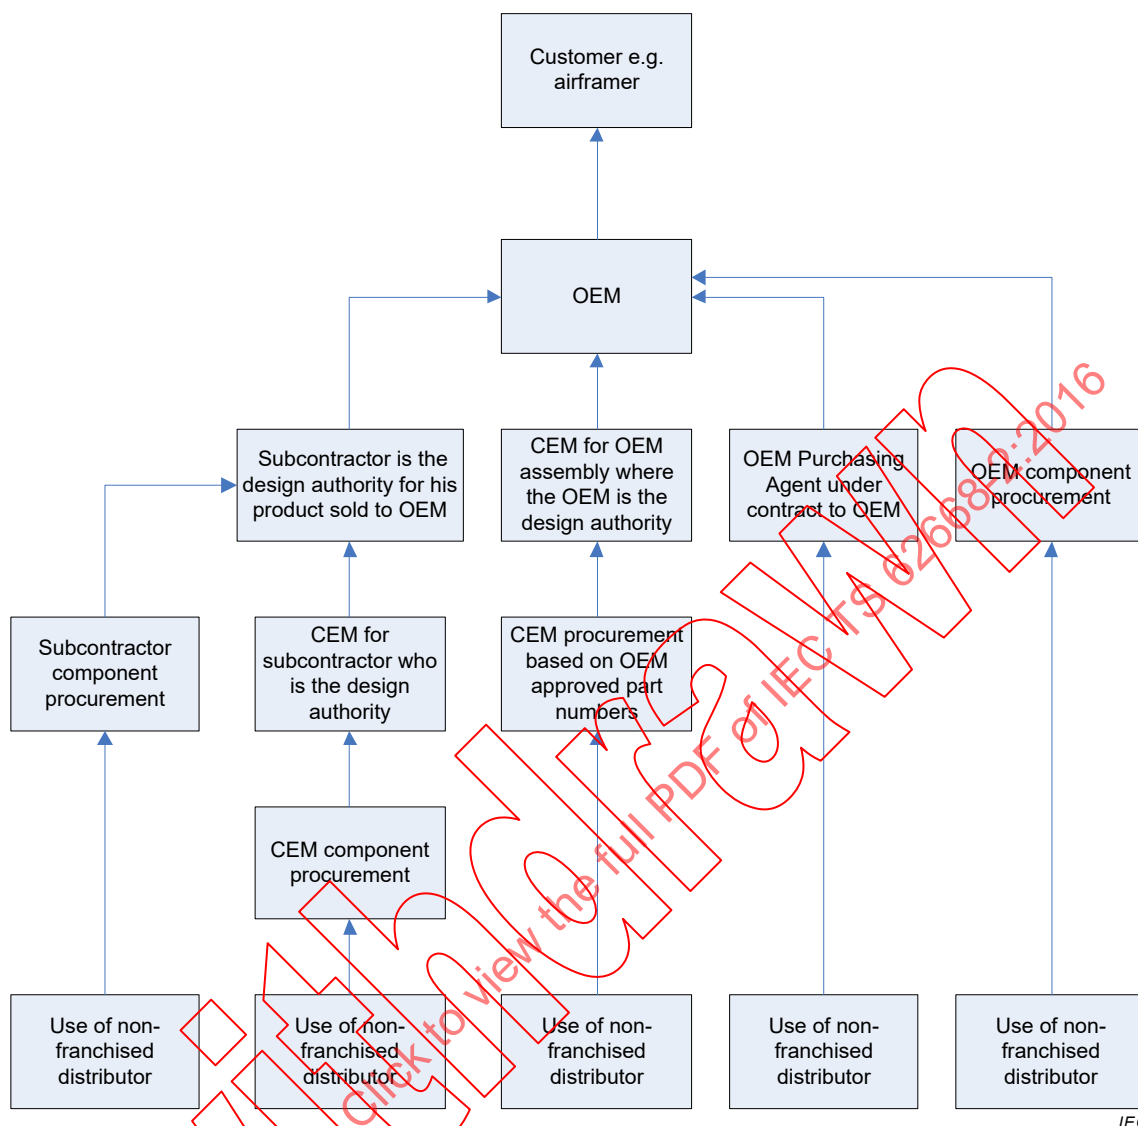 Customer e.g.
airframer
OEM
Subcontractor is the
design authority for his
product sold to OEM
CEM for OEM
assembly where
the OEM is the
design authority
OEM Purchasing
Agent under
contract to OEM
OEM component
procurement
Subcontractor
component
procurement
CEM for
subcontractor who
is the design
authority
CEM procurement
based on OEM
approved part
numbers
CEM component
procurement
Use of non-
franchised
distributor
Use of non-
franchised
distributor
Use of non-
franchised
distributor
Use of non-
franchised
distributor
Use of non-
franchised
distributor
Click to view the full PDF of IEC TS 62668-2:2016